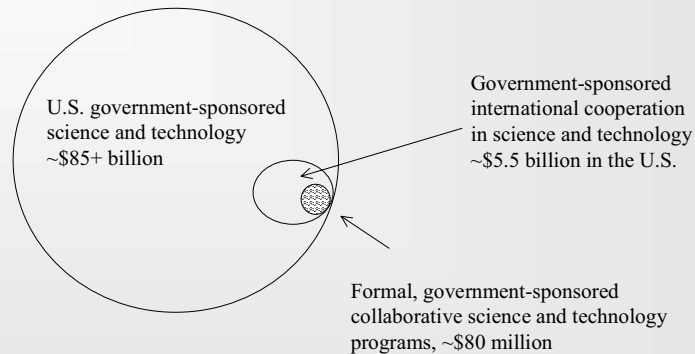 U.S. government-sponsored
science and technology
~$85+ billion
Government-sponsored
international cooperation
in science and technology
~$5.5 billion in the U.S.
Formal, government-sponsored
collaborative science and technology
programs, ~$80 million